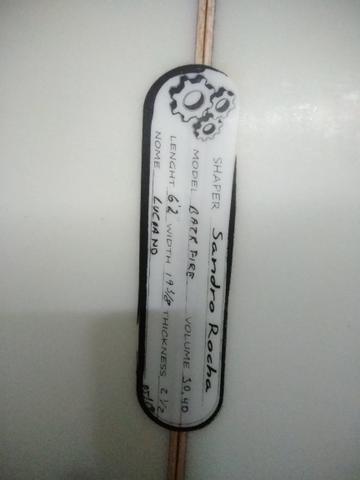 SHAPER Sandro Rocha
MODEL BACK FIRE VOLUME 30,40
LENGHT 6'2 WIDTH 19 3/8 THICKNESS 2 1/2
NOME LUCIANO